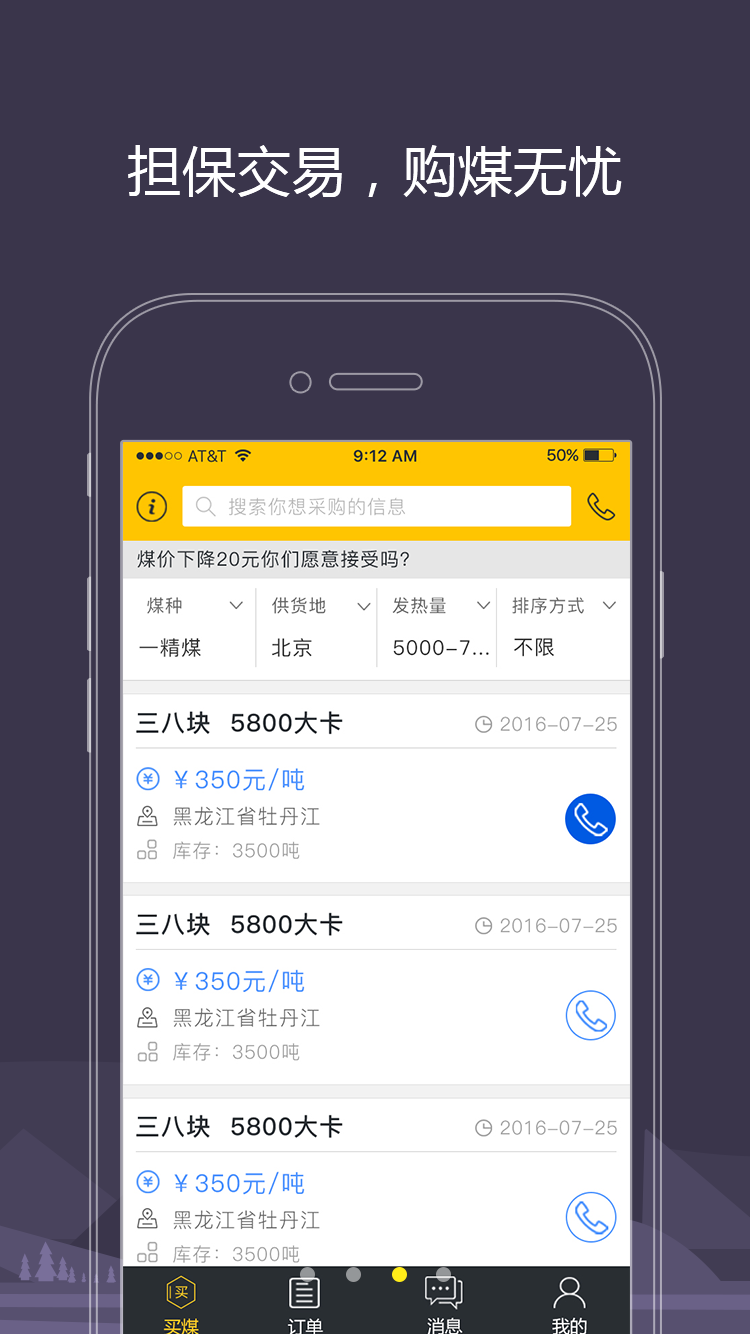 担保交易，购煤无忧
AT&T 9:12 AM 50%
搜索你想采购的信息
煤价下降20元你们愿意接受吗?
煤种 供货地 发热量 排序方式
一精煤 北京 5000-7... 不限
三八块 5800大卡 2016-07-25
¥350元/吨
黑龙江省牡丹江
库存: 3500吨
三八块 5800大卡 2016-07-25
¥350元/吨
黑龙江省牡丹江
库存: 3500吨
三八块 5800大卡 2016-07-25
¥350元/吨
黑龙江省牡丹江
库存: 3500吨
买
买煤 订单 消息 我的